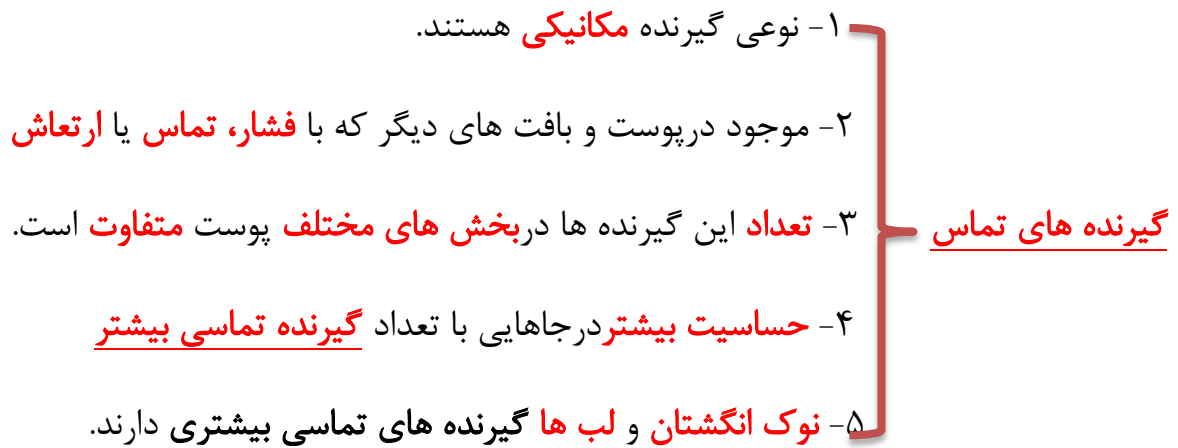 گیرنده های تماس
۱- نوعی گیرنده مکانیکی هستند.
۲- موجود درپوست و بافت های دیگر که با فشار، تماس یا ارتعاش
۳- تعداد این گیرنده ها دربخش های مختلف پوست متفاوت است.
۴- حساسیت بیشتردرجاهایی با تعداد گیرنده تماسی بیشتر
۵- نوک انگشتان و لب ها گیرنده های تماسی بیشتری دارند.